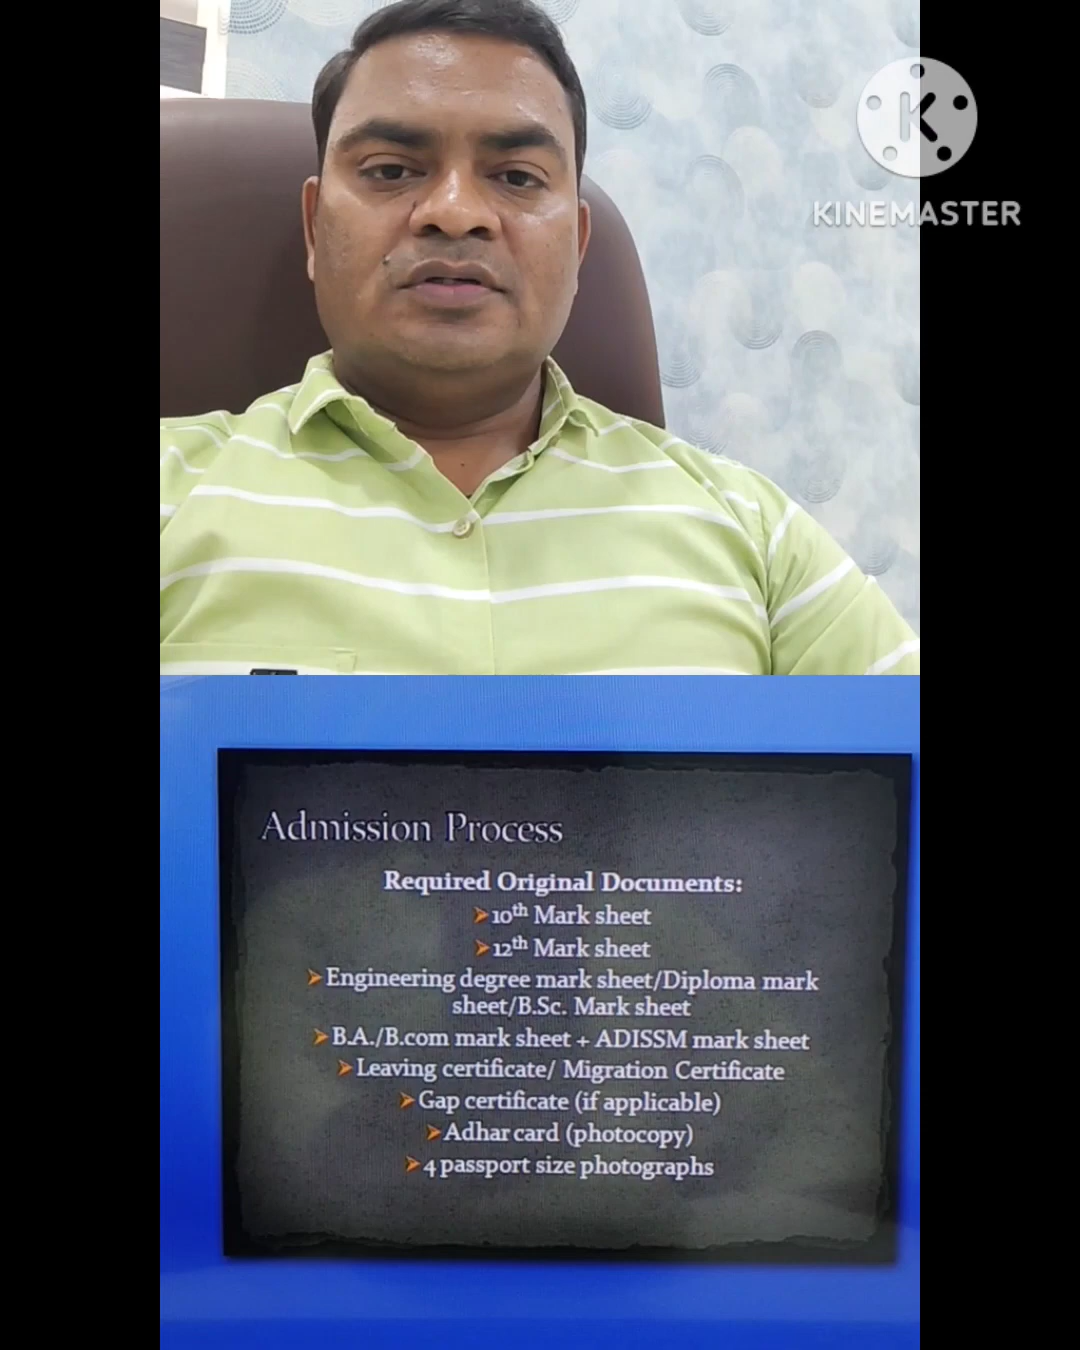 K
KINEMASTER
Admission Process
Required Original Documents:
➤10th Mark sheet
➤12th Mark sheet
➤Engineering degree mark sheet/Diploma mark
sheet/B.Sc. Mark sheet
➤B.A./B.com mark sheet + ADISSM mark sheet
➤Leaving certificate/ Migration Certificate
➤Gap certificate (if applicable)
➤Adhar card (photocopy)
➤4 passport size photographs